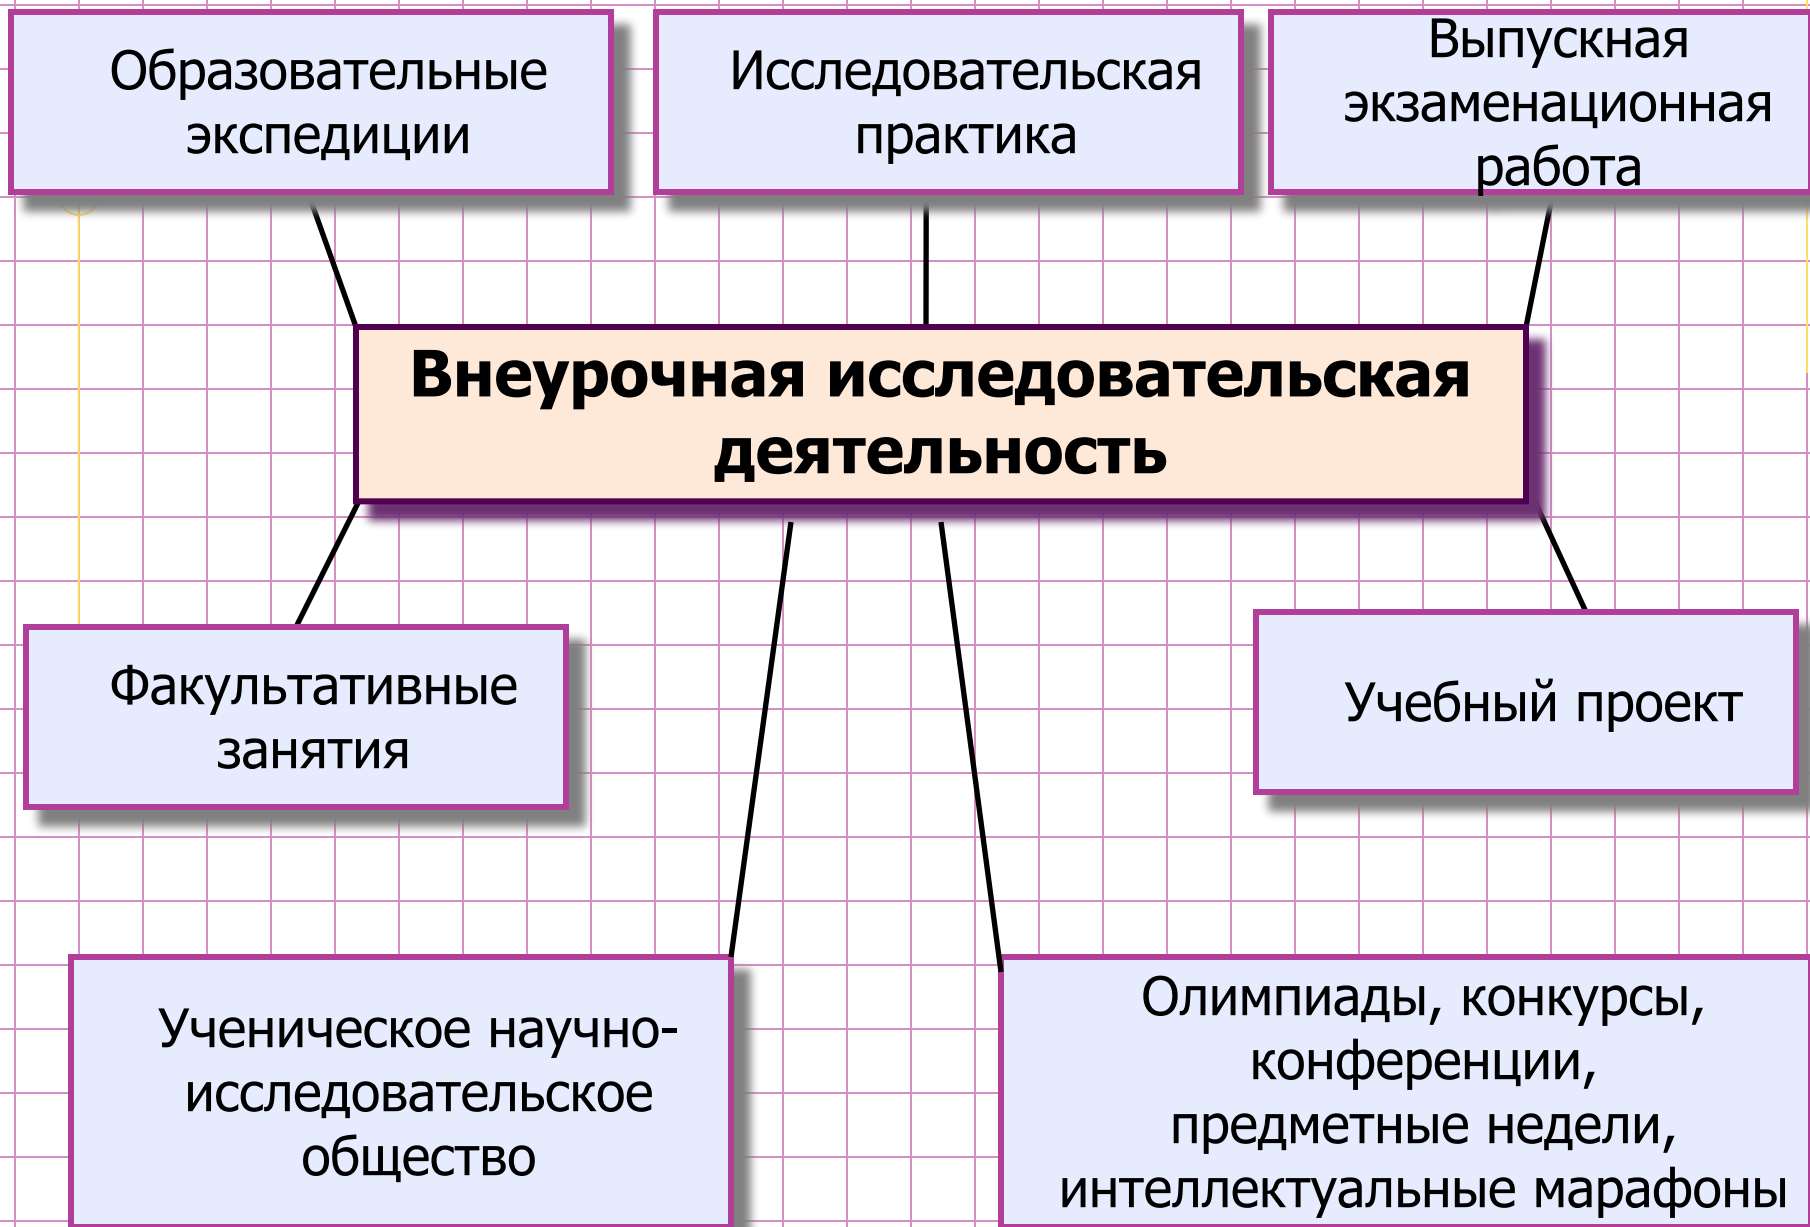 Образовательные
экспедиции
Исследовательская
практика
Выпускная
экзаменационная
работа
Внеурочная исследовательская
деятельность
Факультативные
занятия
Учебный проект
Ученическое научно-
исследовательское
общество
Олимпиады, конкурсы,
конференции,
предметные недели,
интеллектуальные марафоны